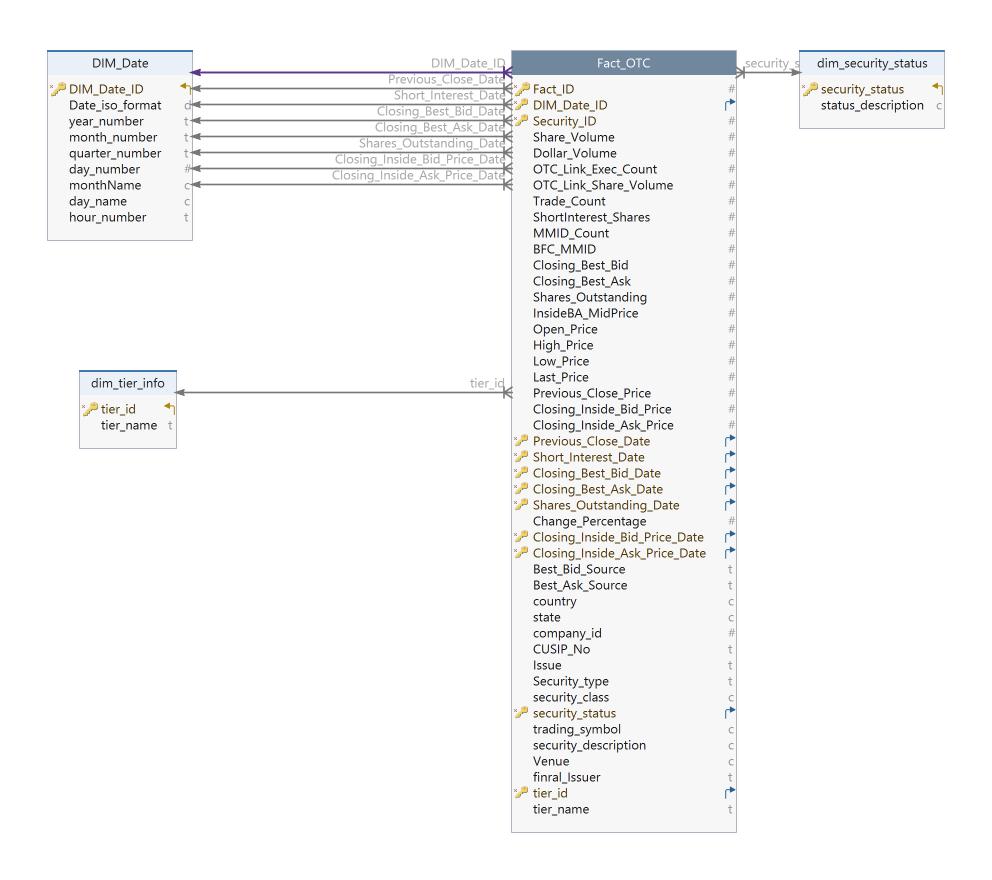 DIM_Date
DIM_Date_ID
Date_iso_format d
year_number t
month_number t
quarter_number t
day_number #
monthName c
day_name c
hour_number t
DIM_Date_ID
Previous_Close_Date
Short_Interest_Date
Closing_Best_Bid_Date
Closing_Best_Ask_Date
Shares_Outstanding_Date
Closing_Inside_Bid_Price_Date
Closing_Inside_Ask_Price_Date
dim_tier_info
tier_id
tier_name t
tier_id
Fact_OTC
Fact_ID #
DIM_Date_ID
Security_ID #
Share_Volume #
Dollar_Volume #
OTC_Link_Exec_Count #
OTC_Link_Share_Volume #
Trade_Count #
ShortInterest_Shares #
MMID_Count #
BFC_MMID #
Closing_Best_Bid #
Closing_Best_Ask #
Shares_Outstanding #
InsideBA_MidPrice #
Open_Price #
High_Price #
Low_Price #
Last_Price #
Previous_Close_Price #
Closing_Inside_Bid_Price #
Closing_Inside_Ask_Price #
Previous_Close_Date
Short_Interest_Date
Closing_Best_Bid_Date
Closing_Best_Ask_Date
Shares_Outstanding_Date
Change_Percentage #
Closing_Inside_Bid_Price_Date
Closing_Inside_Ask_Price_Date
Best_Bid_Source t
Best_Ask_Source t
country c
state c
company_id #
CUSIP_No t
Issue t
Security_type t
security_class c
security_status
trading_symbol c
security_description c
Venue c
finral_Issuer t
tier_id
tier_name t
security_s
dim_security_status
security_status
status_description c